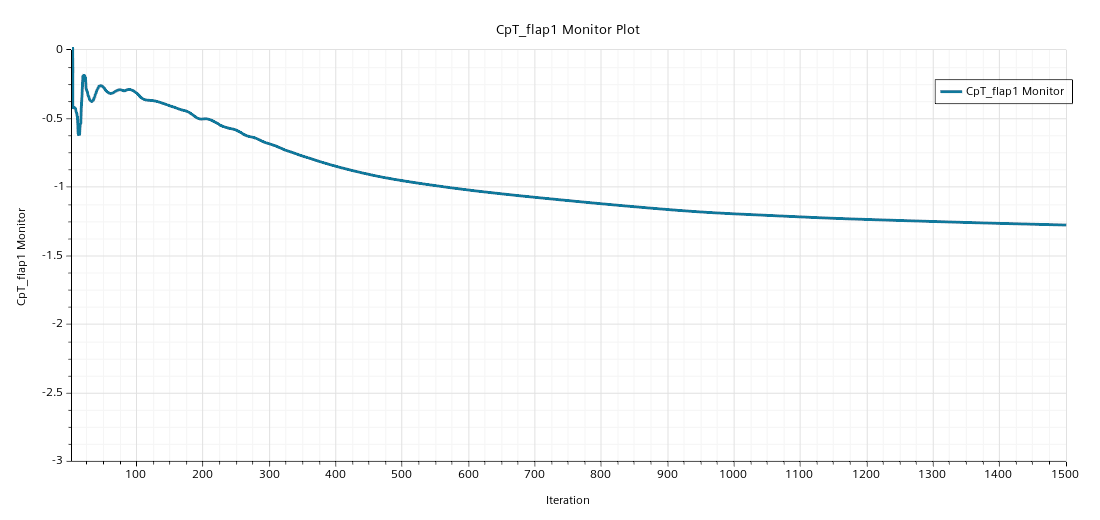 CpT_flap1 Monitor Plot
CpT_flap1 Monitor
0
-0.5
-1
-1.5
-2
-2.5
-3
CpT_flap1 Monitor
100 200 300 400 500 600 700 800 900 1000 1100 1200 1300 1400 1500
Iteration